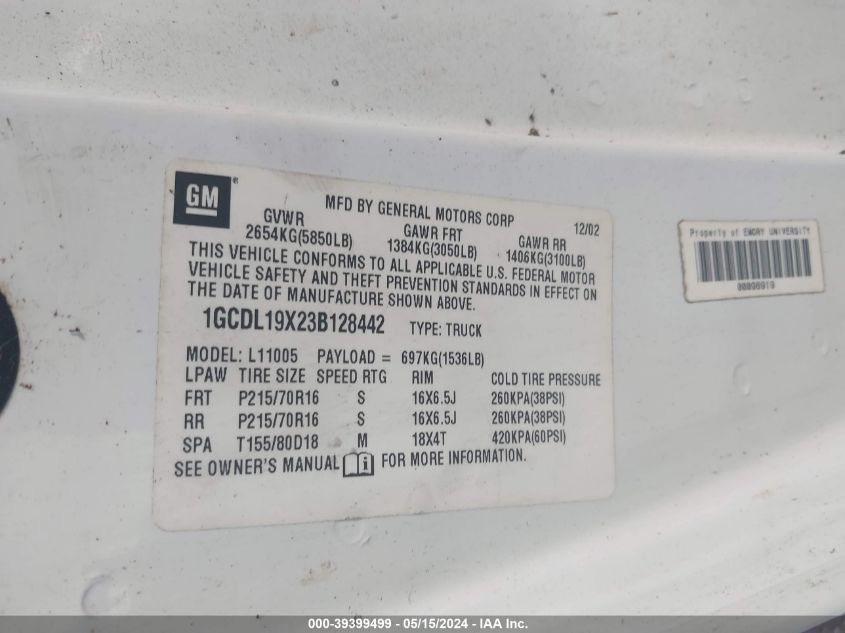 GM
MFD BY GENERAL MOTORS CORP 12/02
GVWR GAWR FRT GAWR RR
2654KG(5850LB) 1384KG(3050LB) 1406KG(3100LB)
THIS VEHICLE CONFORMS TO ALL APPLICABLE U.S. FEDERAL MOTOR
VEHICLE SAFETY AND THEFT PREVENTION STANDARDS IN EFFECT ON
THE DATE OF MANUFACTURE SHOWN ABOVE.
1GCDL19X23B128442 TYPE: TRUCK
MODEL: L11005 PAYLOAD = 697KG(1536LB)
LPAW TIRE SIZE SPEED RTG RIM COLD TIRE PRESSURE
FRT P215/70R16 S 16X6.5J 260KPA(38PSI)
RR P215/70R16 S 16X6.5J 260KPA(38PSI)
SPA T155/80D18 M 18X4T 420KPA(60PSI)
SEE OWNER'S MANUAL FOR MORE INFORMATION.
Property of EMORY UNIVERSITY
00096919
000-39399499 - 05/15/2024 - IAA Inc.